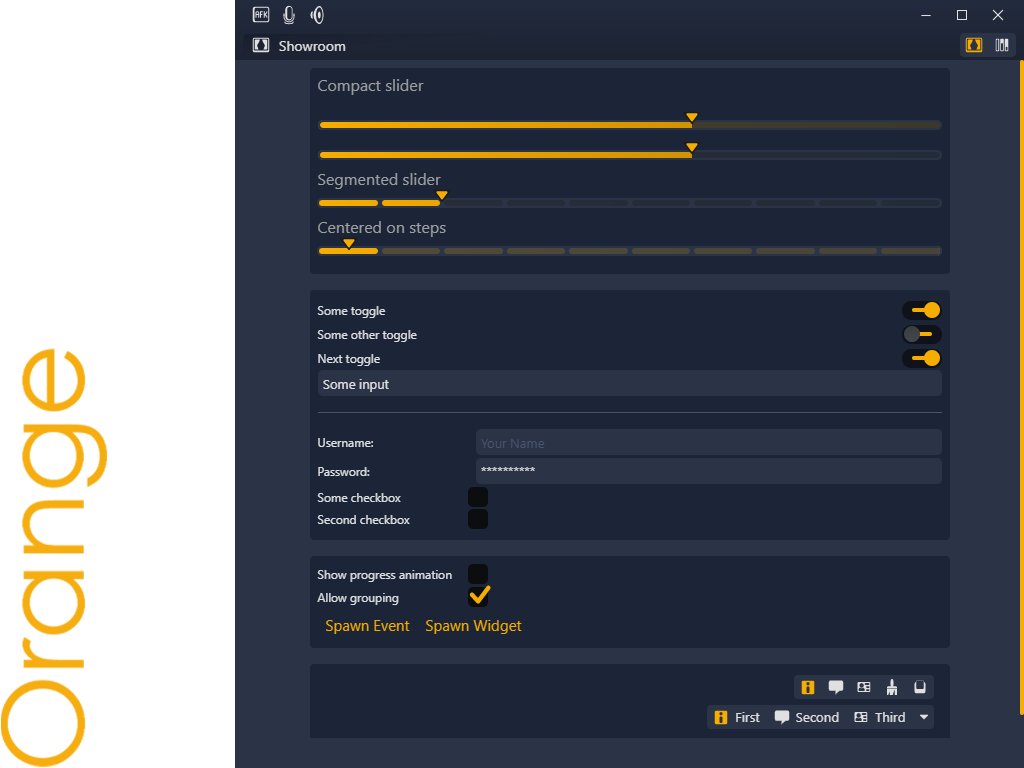 Orange
AFK
Showroom
Compact slider
Segmented slider
Centered on steps
Some toggle
Some other toggle
Next toggle
Some input
Username: Your Name
Password: **********
Some checkbox
Second checkbox
Show progress animation
Allow grouping
Spawn Event Spawn Widget
First Second Third